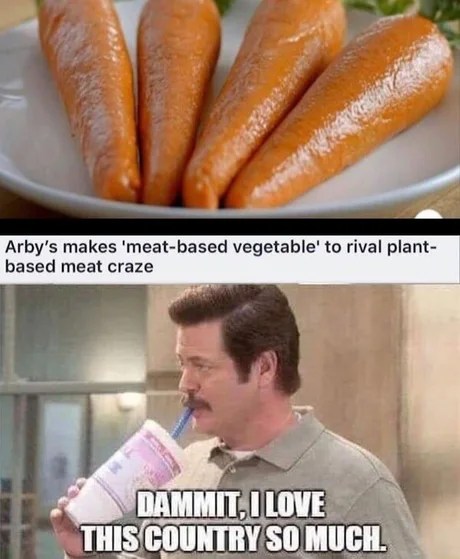 Arby's makes 'meat-based vegetable' to rival plant-
based meat craze
DAMMIT, I LOVE
THIS COUNTRY SO MUCH.